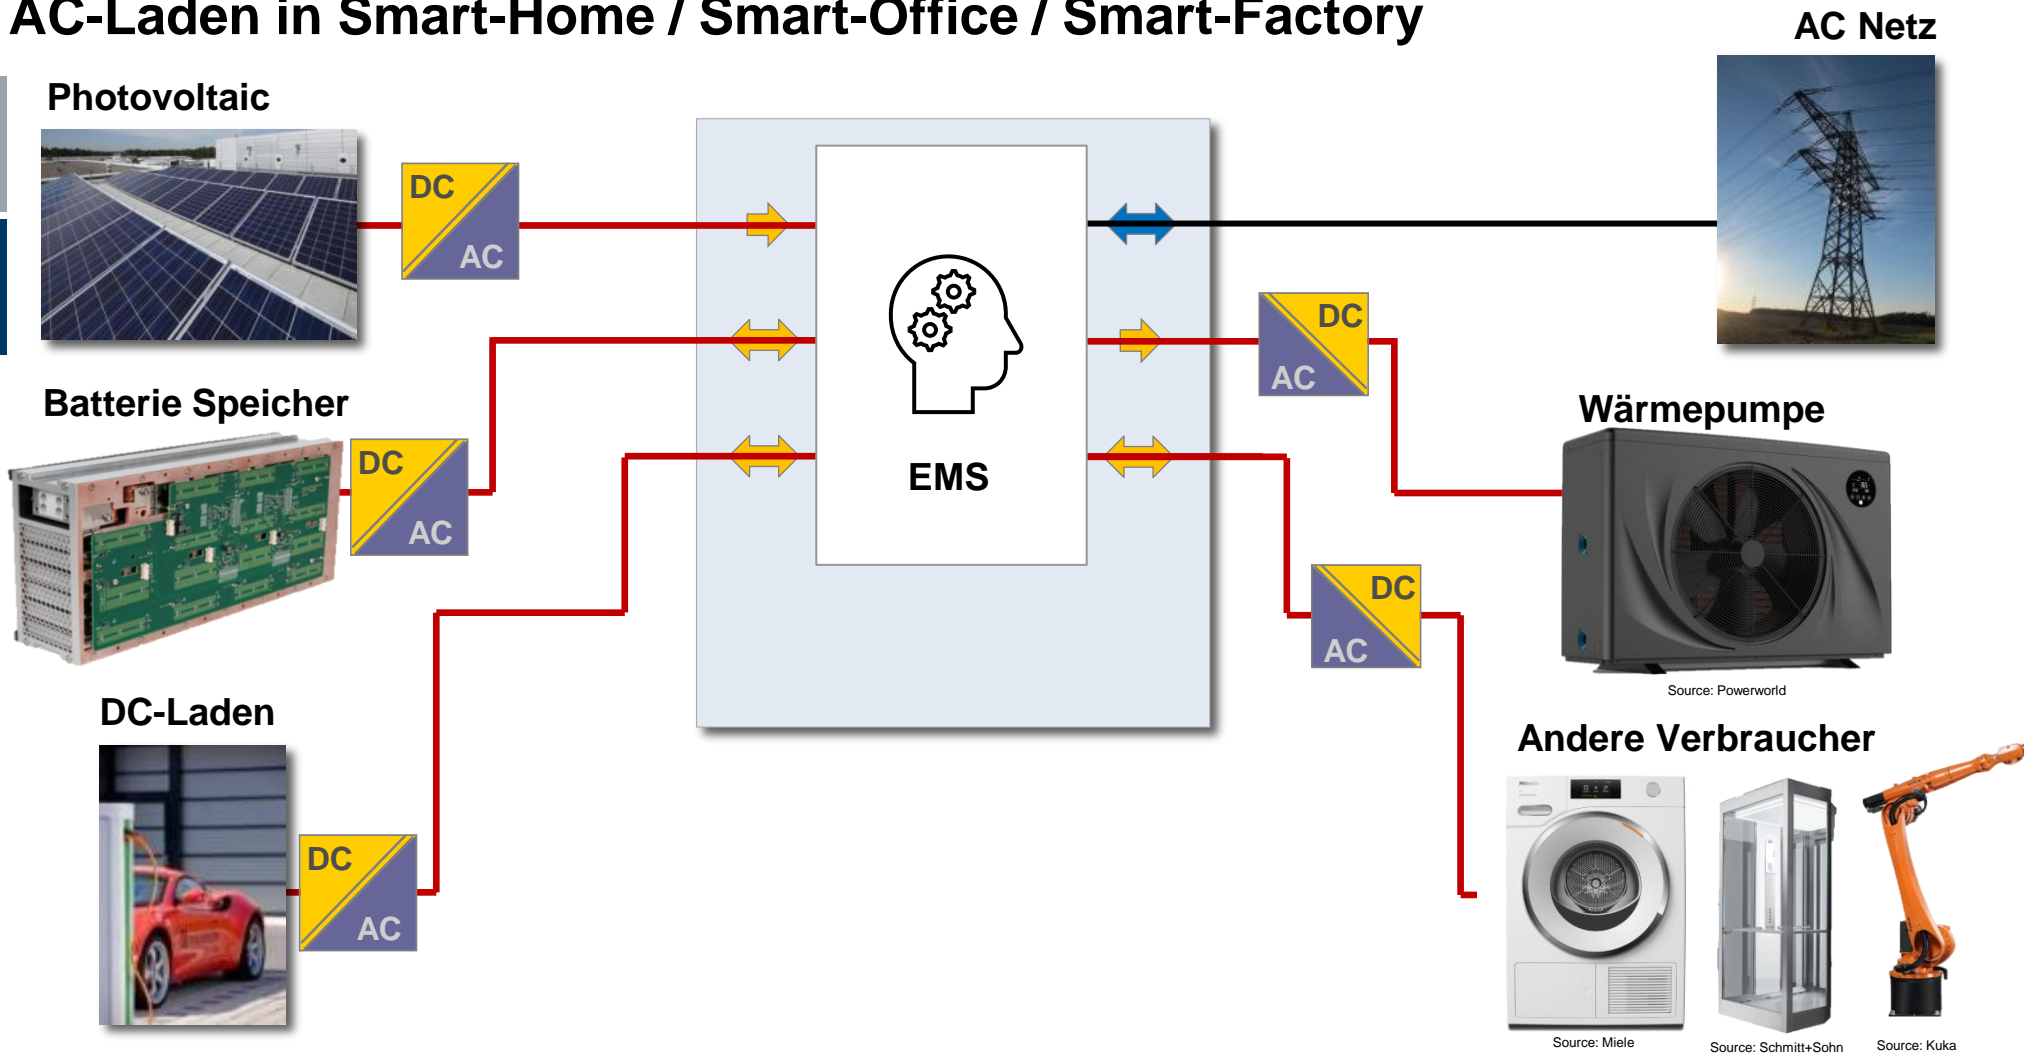 AC-Laden in Smart-Home / Smart-Office / Smart-Factory
AC Netz
Photovoltaic
DC
AC
DC
AC
Batterie Speicher
DC
AC
EMS
Wärmepumpe
Source: Powerworld
DC
AC
DC-Laden
DC
AC
Andere Verbraucher
Source: Miele
Source: Schmitt+Sohn
Source: Kuka